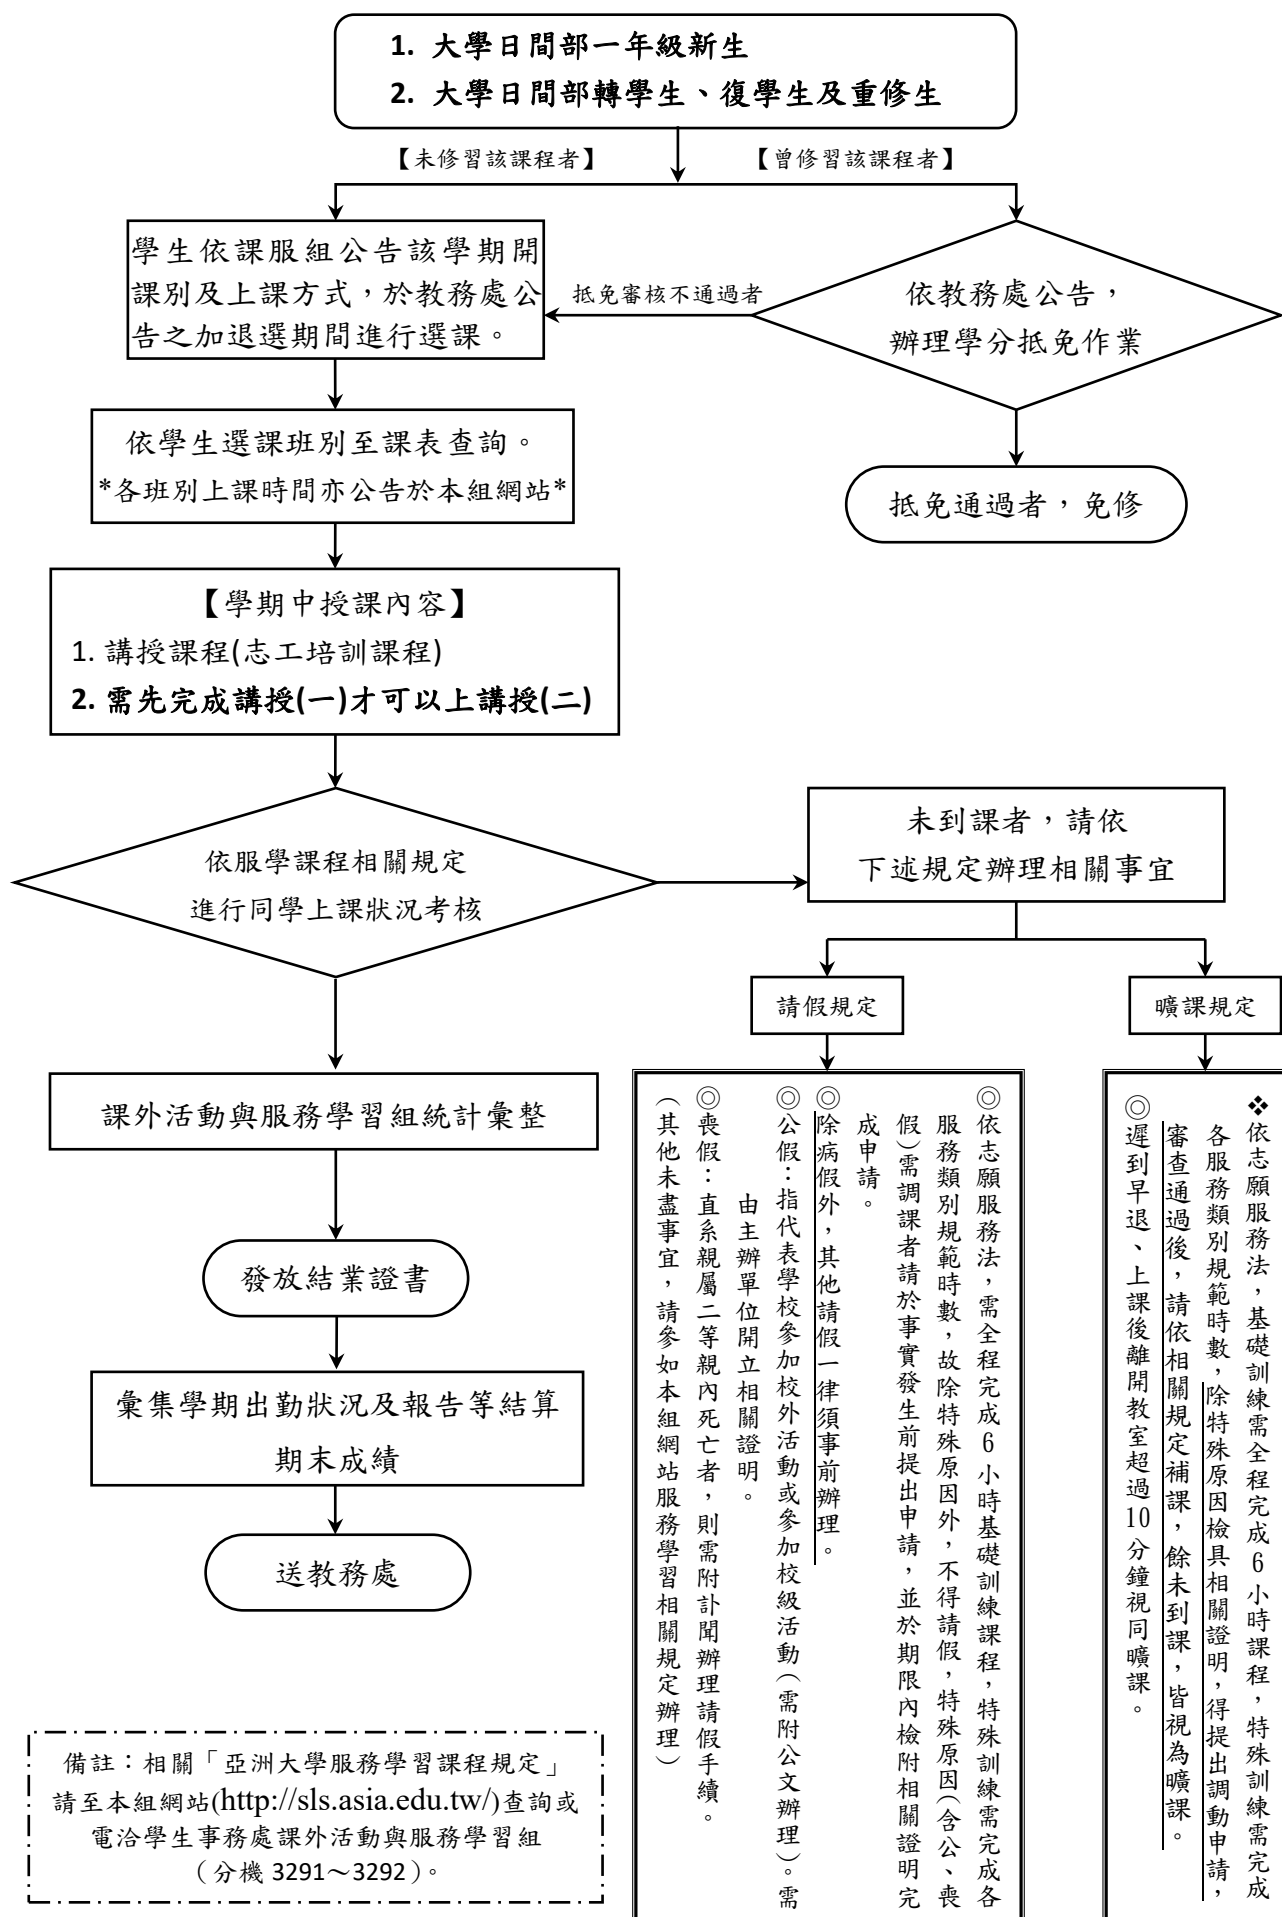 1. 大學日間部一年級新生
2. 大學日間部轉學生、復學生及重修生
【未修習該課程者】
【曾修習該課程者】
學生依課服組公告該學期開
課別及上課方式，於教務處公
告之加退選期間進行選課。
抵免審核不通過者
依教務處公告，
辦理學分抵免作業
依學生選課班別至課表查詢。
*各班別上課時間亦公告於本組網站*
抵免通過者，免修
【學期中授課內容】
1. 講授課程(志工培訓課程)
2. 需先完成講授(一)才可以上講授(二)
依服學課程相關規定
進行同學上課狀況考核
未到課者，請依
下述規定辦理相關事宜
請假規定
曠課規定
課外活動與服務學習組統計彙整
發放結業證書
彙集學期出勤狀況及報告等結算
期末成績
送教務處
◎依志願服務法，需全程完成 6 小時基礎訓練課程，特殊訓練需完成各
服務類別規範時數，故除特殊原因外，不得請假，特殊原因(含公、喪
假)需調課者請於事實發生前提出申請，並於期限內檢附相關證明完
成申請。
◎除病假外，其他請假一律須事前辦理。
◎公假：指代表學校參加校外活動或參加校級活動(需附公文辦理)。需
由主辦單位開立相關證明。
◎喪假：直系親屬二等親內死亡者，則需附訃聞辦理請假手續。
(其他未盡事宜，請參如本組網站服務學習相關規定辦理)
❖依志願服務法，基礎訓練需全程完成 6 小時課程，特殊訓練需完成
各服務類別規範時數，除特殊原因檢具相關證明，得提出調動申請，
審查通過後，請依相關規定補課，餘未到課，皆視為曠課。
◎遲到早退、上課後離開教室超過10分鐘視同曠課。
備註：相關「亞洲大學服務學習課程規定」
請至本組網站(http://sls.asia.edu.tw/)查詢或
電洽學生事務處課外活動與服務學習組
（分機 3291～3292）。